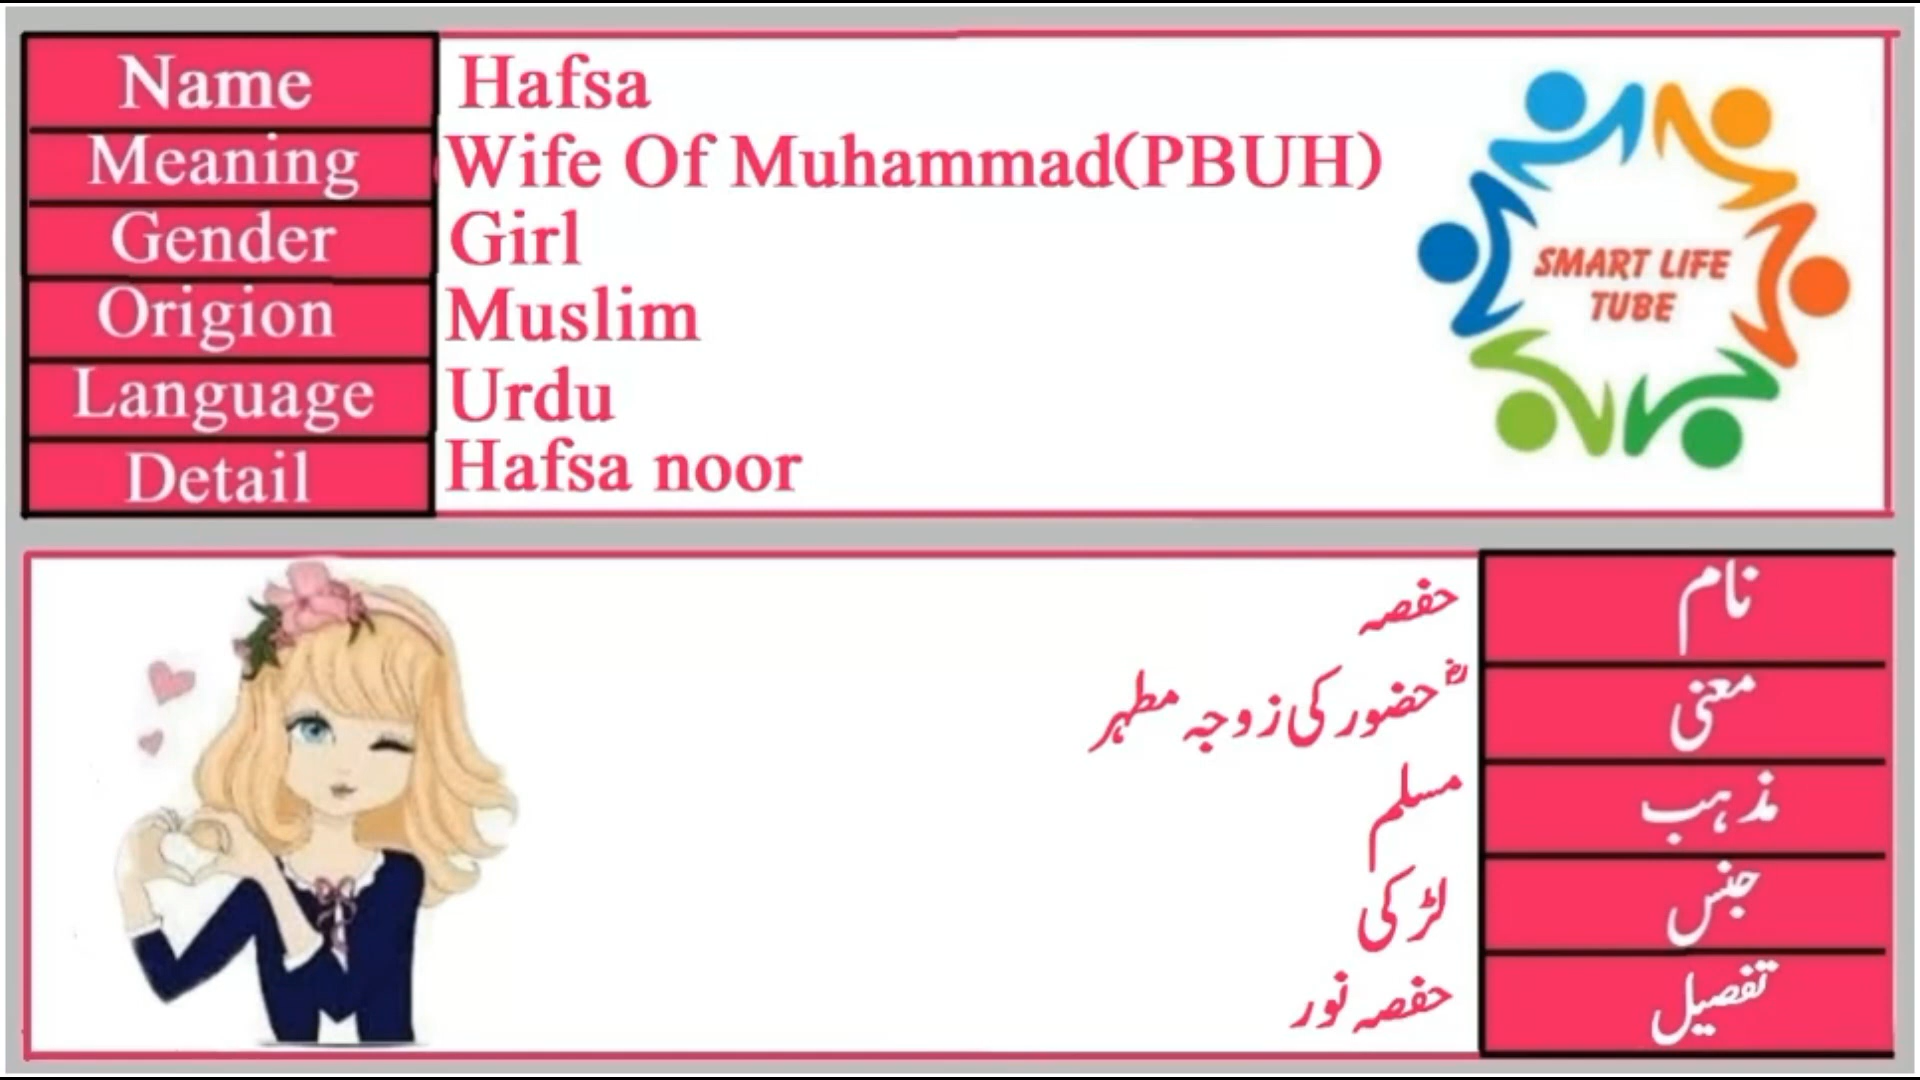 Name Hafsa
Meaning Wife Of Muhammad(PBUH)
Gender Girl
Origion Muslim
Language Urdu
Detail Hafsa noor
SMART LIFE
TUBE
نام حفصہ
معنی حضور کی زوجہ مطہر
مذہب مسلم
جنس لڑکی
تفصیل حفصہ نور